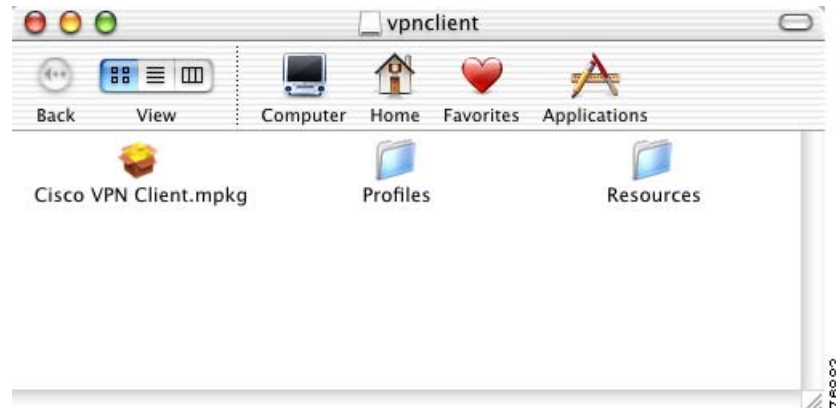 vpnclient
Back View Computer Home Favorites Applications
Cisco VPN Client.mpkg Profiles Resources